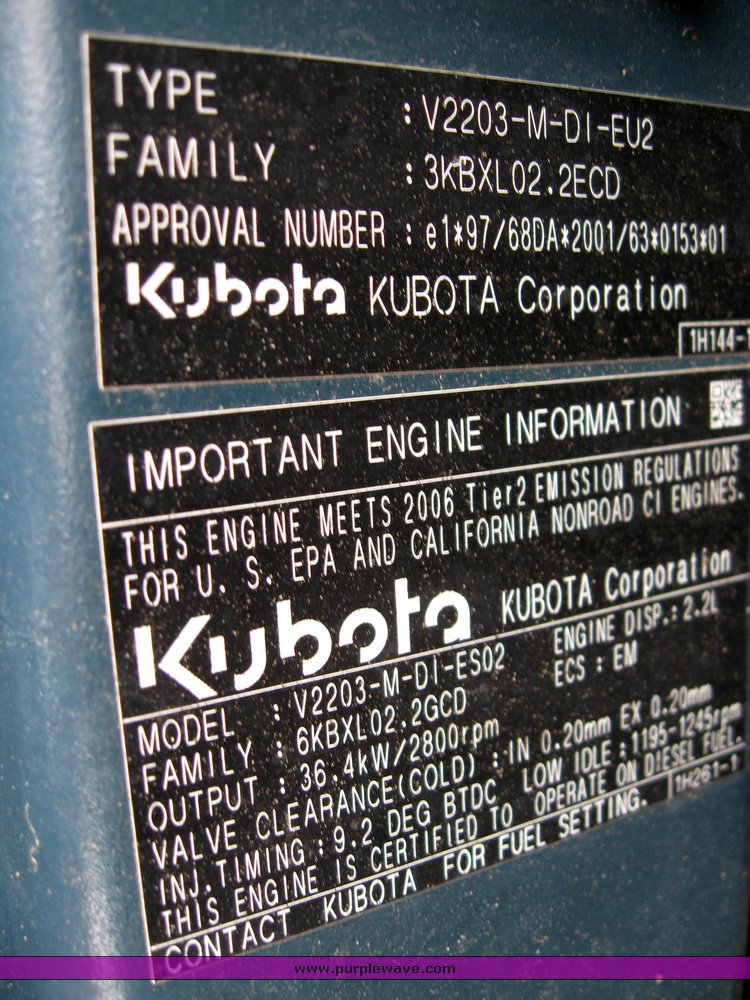 TYPE : V2203-M-DI-EU2
FAMILY : 3KBXL02.2ECD
APPROVAL NUMBER : e1*97/68DA*2001/63*0153*01
Kubota KUBOTA Corporation
1H144-1
IMPORTANT ENGINE INFORMATION
THIS ENGINE MEETS 2006 Tier2 EMISSION REGULATIONS
FOR U. S. EPA AND CALIFORNIA NONROAD CI ENGINES.
Kubota KUBOTA Corporation
MODEL : V2203-M-DI-ES02 ENGINE DISP.: 2.2L
FAMILY : 6KBXL02.2GCD ECS : EM
OUTPUT : 36.4kW/2800rpm
VALVE CLEARANCE(COLD) : IN 0.20mm EX 0.20mm
INJ.TIMING : 9.2 DEG BTDC LOW IDLE : 1195-1245rpm
THIS ENGINE IS CERTIFIED TO OPERATE ON DIESEL FUEL.
CONTACT KUBOTA FOR FUEL SETTING. 1H261-1
www.purplewave.com